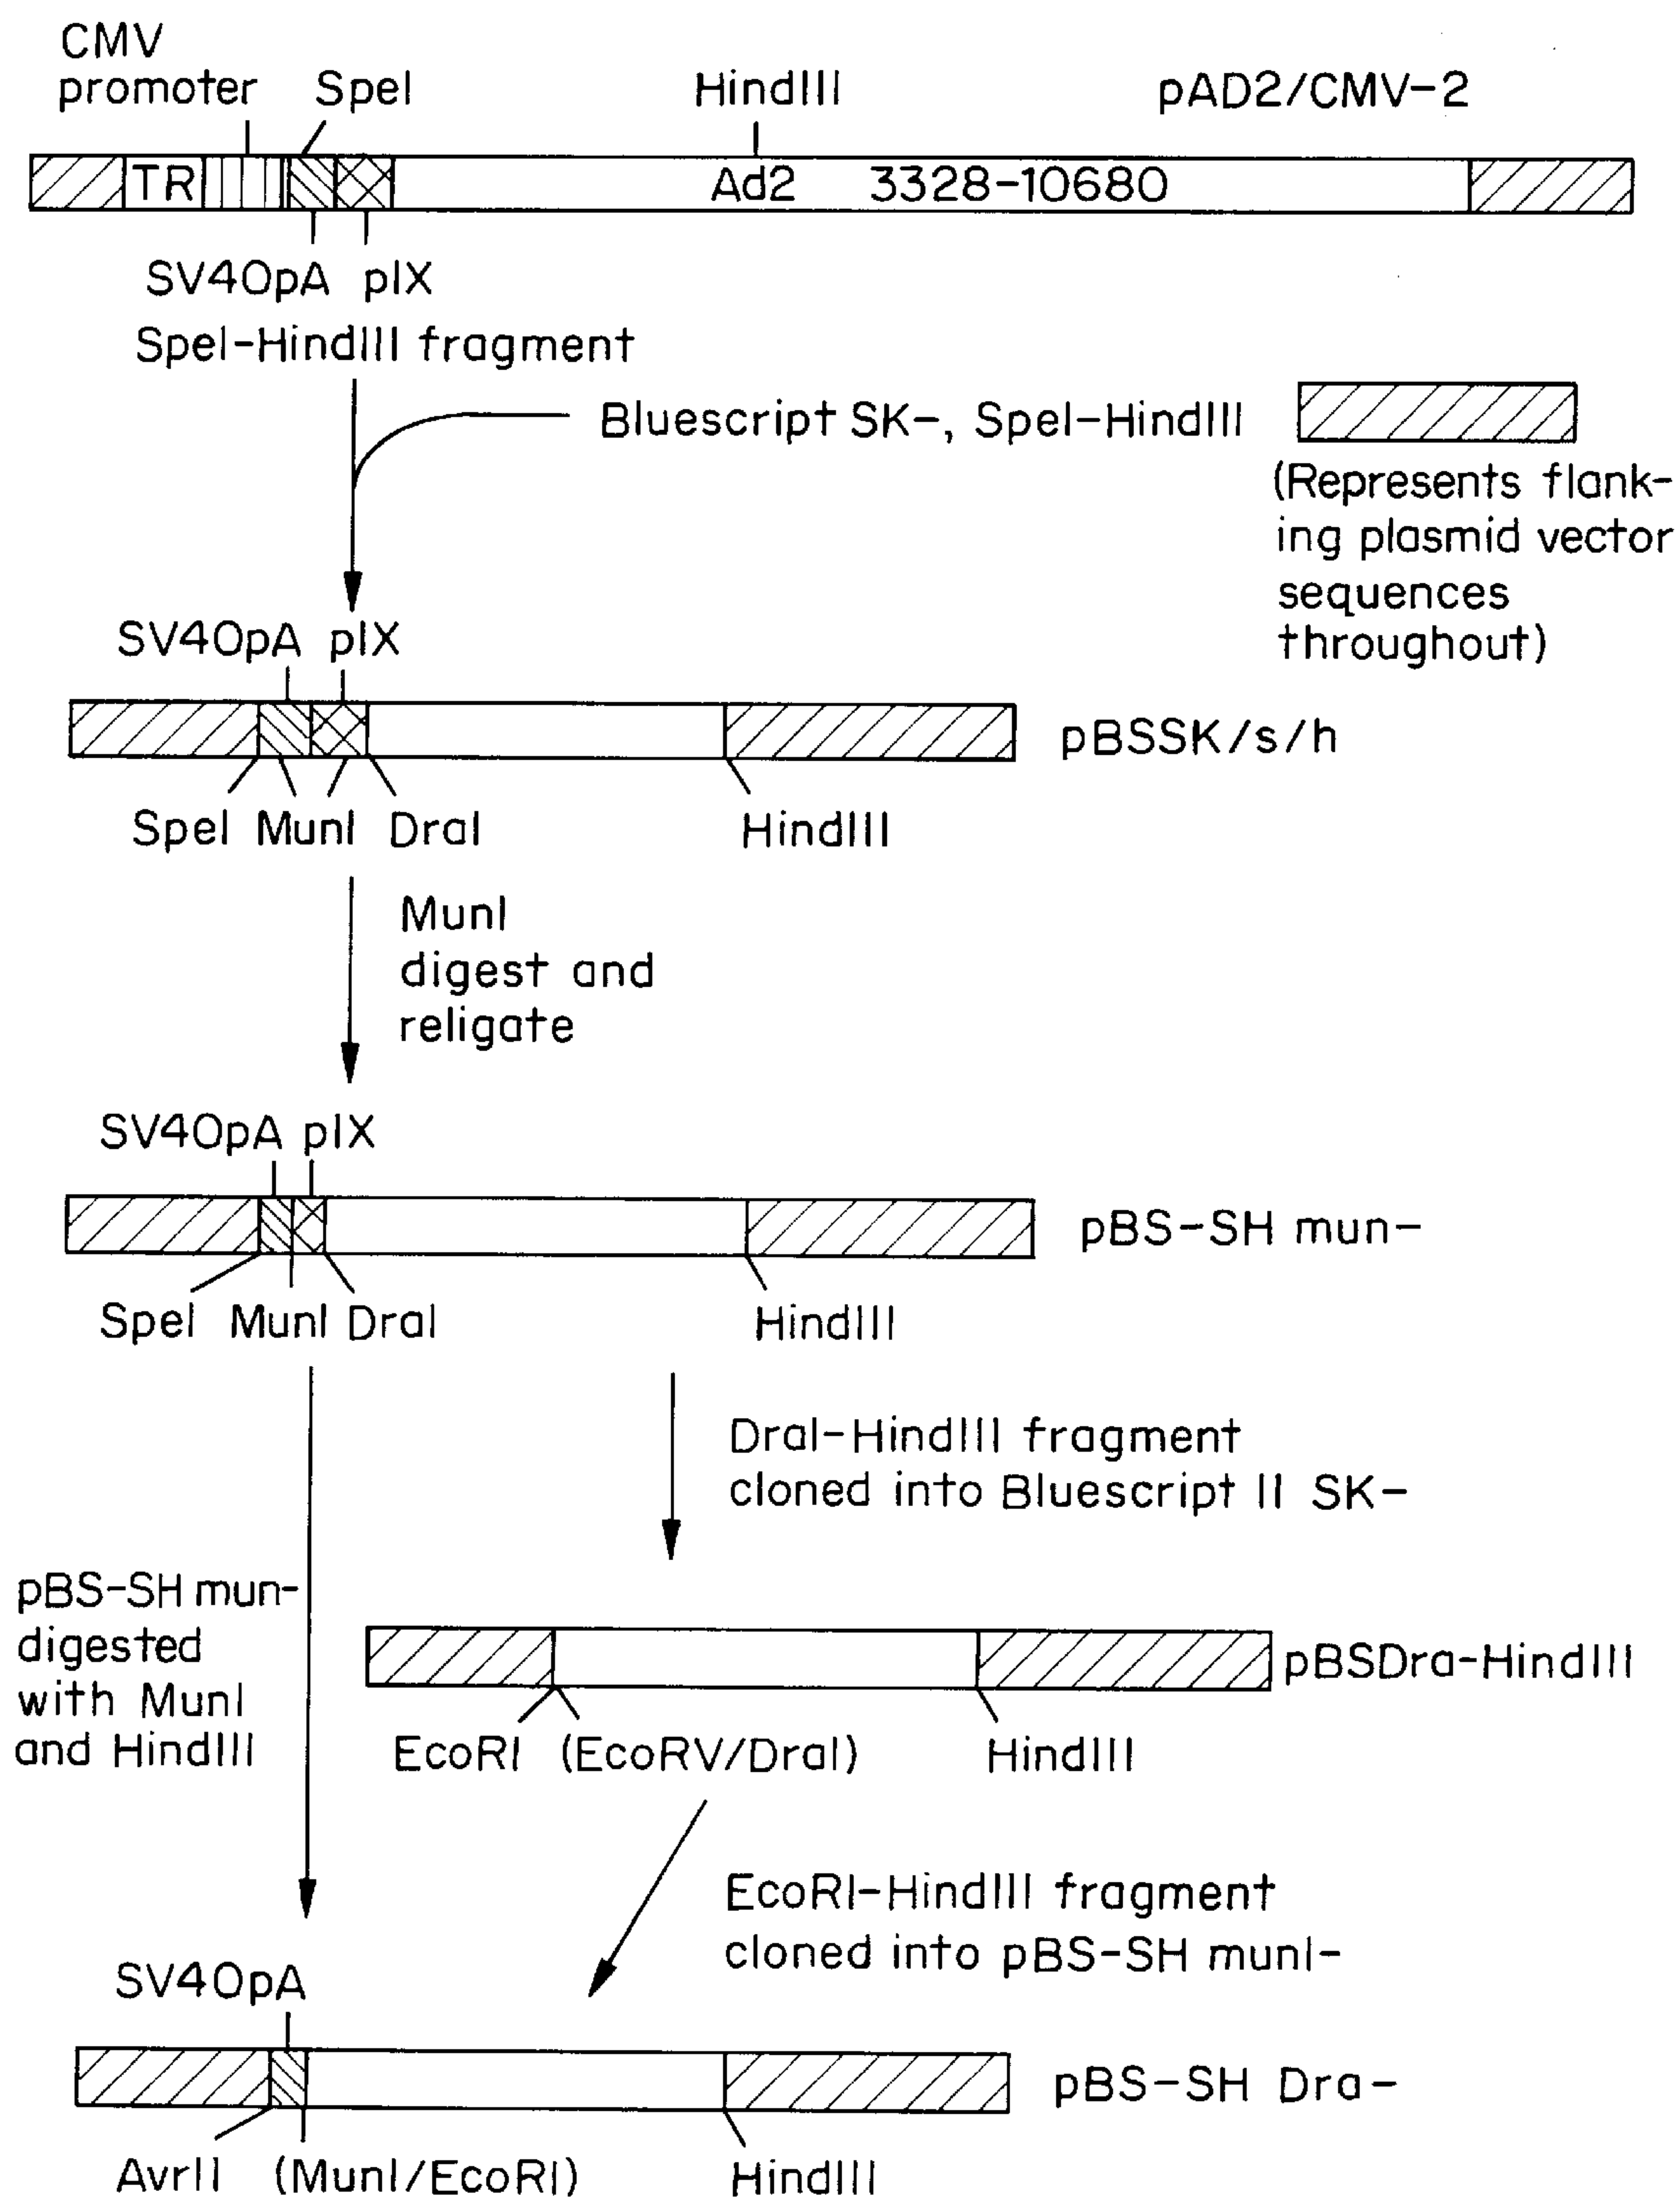 CMV
promoter
SpeI
HindIII
pAD2/CMV-2
TR
Ad2 3328-10680
SV40pA pIX
SpeI-HindIII fragment
Bluescript SK-, SpeI-HindIII
(Represents flank-
ing plasmid vector
sequences
throughout)
SV40pA pIX
pBSSK/s/h
SpeI MunI DraI HindIII
MunI
digest and
religate
SV40pA pIX
pBS-SH mun-
SpeI MunI DraI HindIII
DraI-HindIII fragment
cloned into Bluescript II SK-
pBS-SH mun-
digested
with MunI
and HindIII
pBSDra-HindIII
EcoRI (EcoRV/DraI) HindIII
EcoRI-HindIII fragment
cloned into pBS-SH munI-
SV40pA
pBS-SH Dra-
AvrII (MunI/EcoRI) HindIII